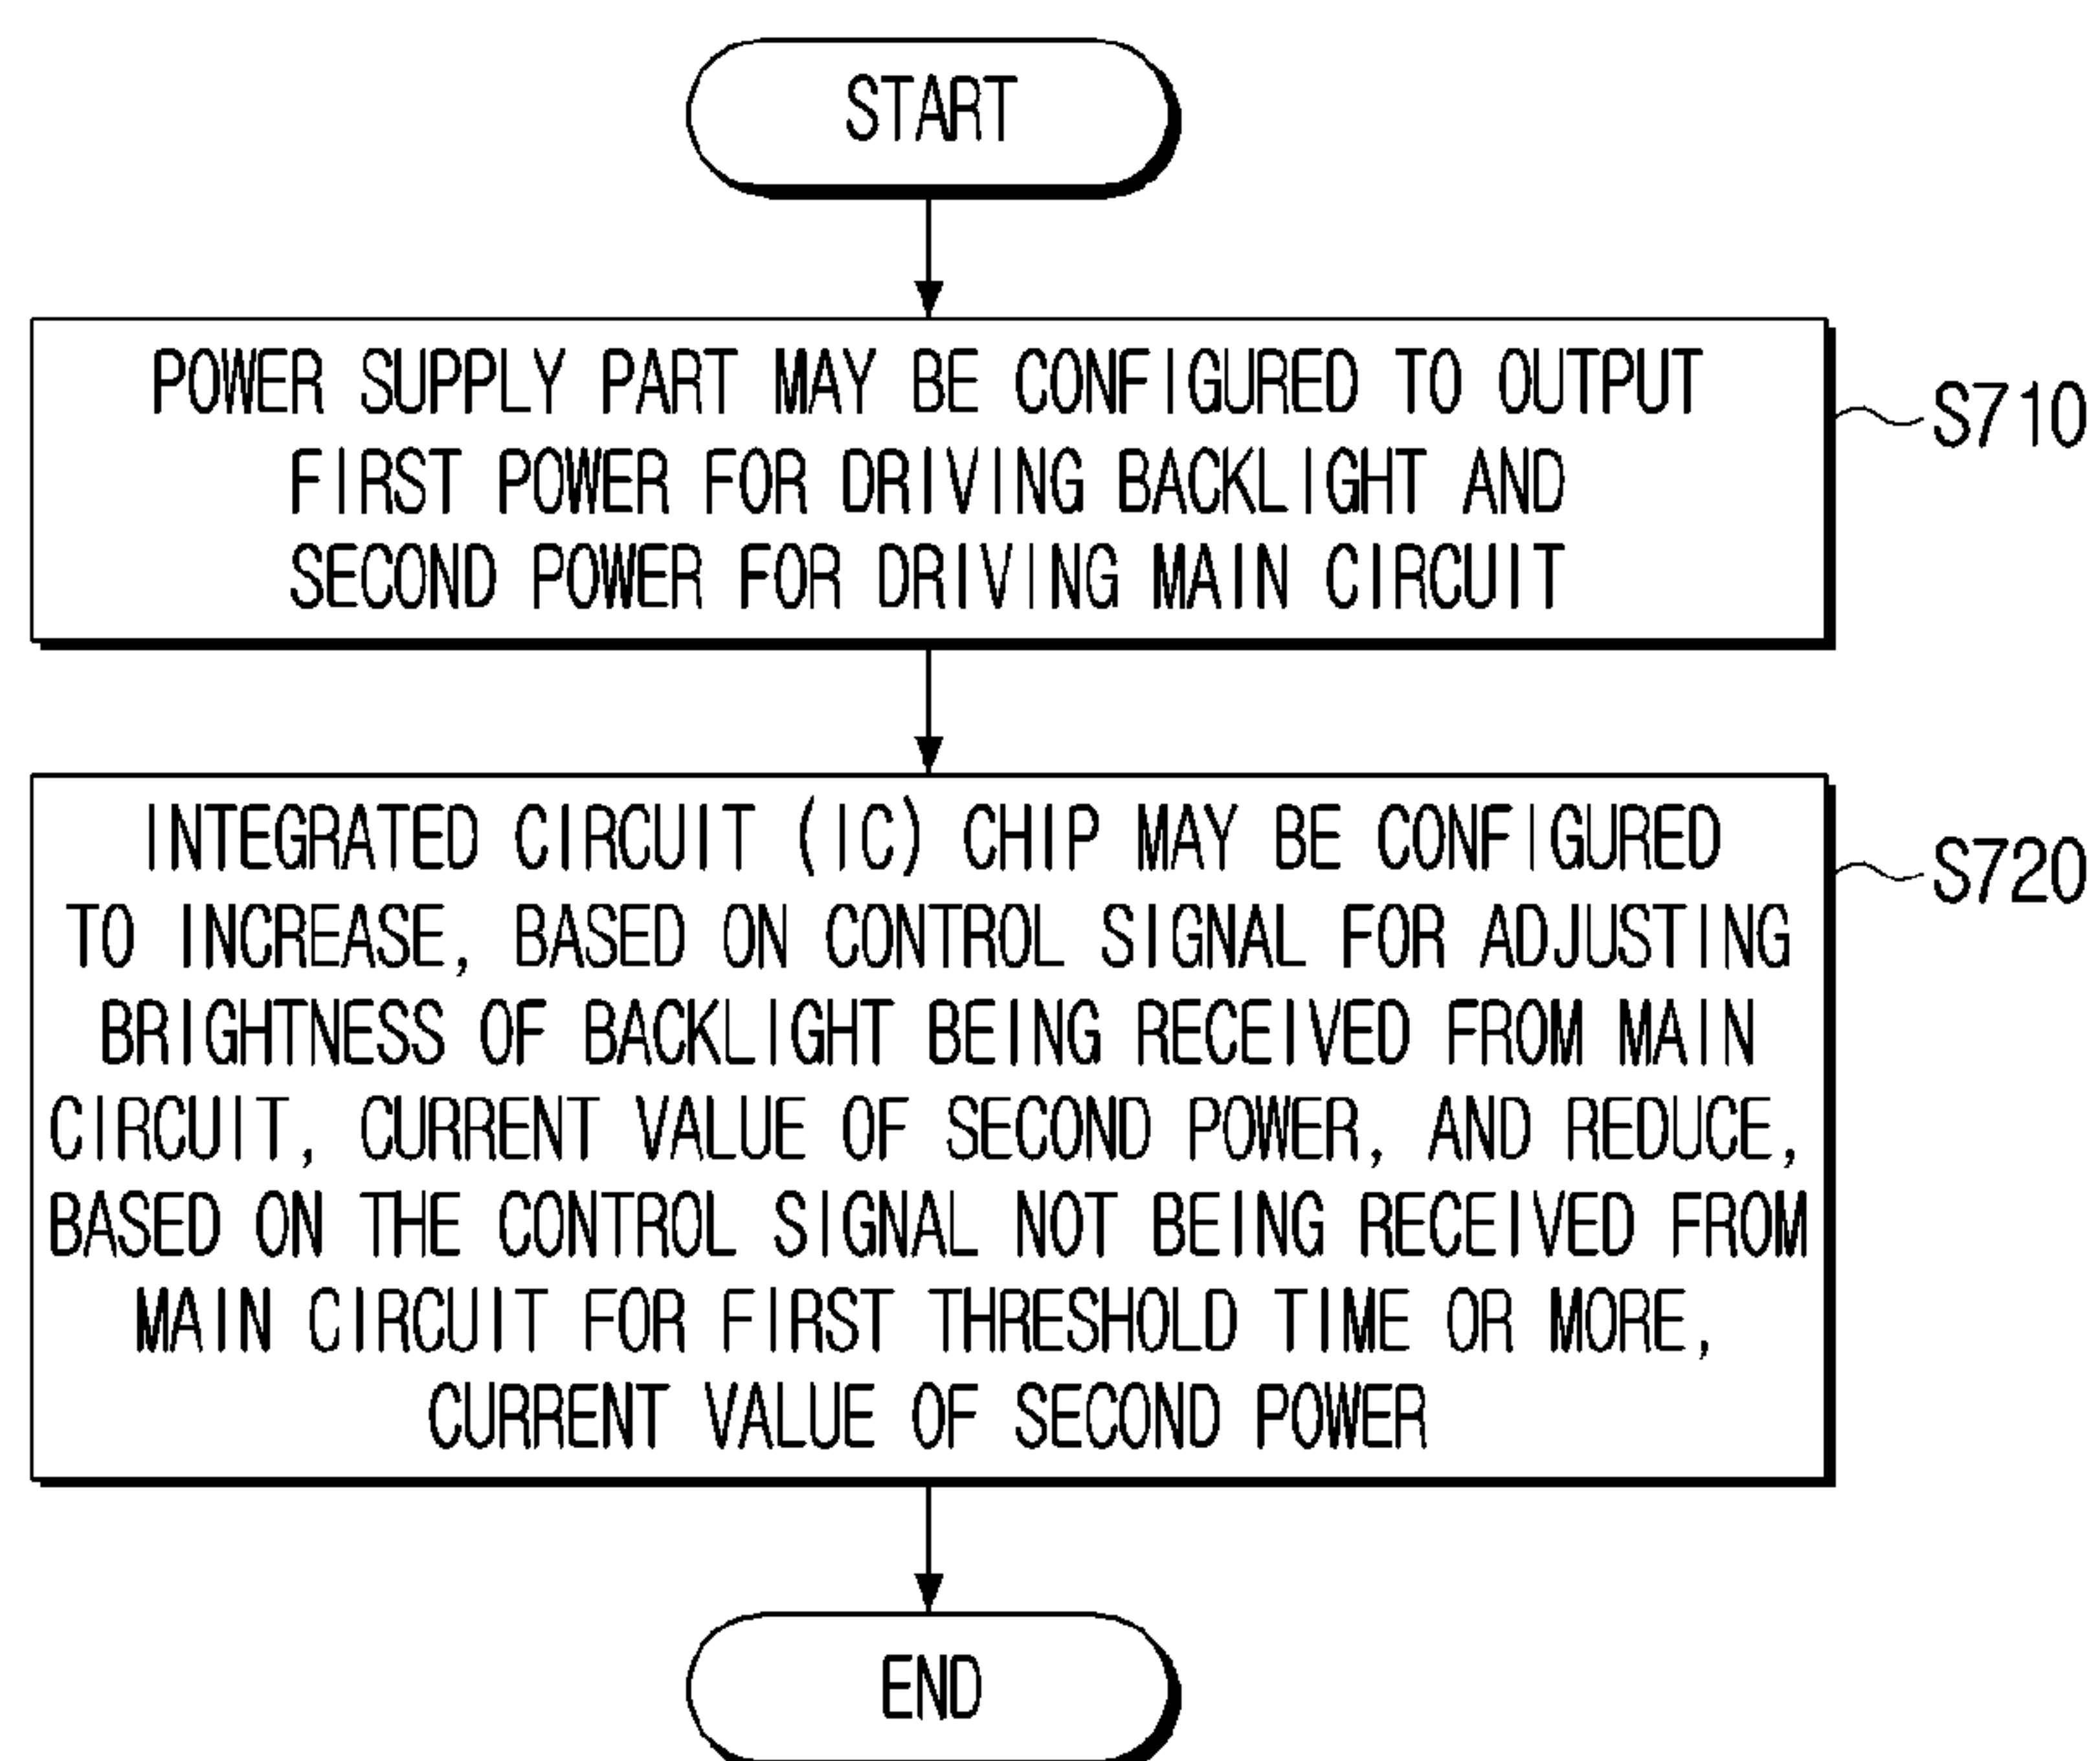 START
POWER SUPPLY PART MAY BE CONFIGURED TO OUTPUT
FIRST POWER FOR DRIVING BACKLIGHT AND
SECOND POWER FOR DRIVING MAIN CIRCUIT
S710
INTEGRATED CIRCUIT (IC) CHIP MAY BE CONFIGURED
TO INCREASE, BASED ON CONTROL SIGNAL FOR ADJUSTING
BRIGHTNESS OF BACKLIGHT BEING RECEIVED FROM MAIN
CIRCUIT, CURRENT VALUE OF SECOND POWER, AND REDUCE,
BASED ON THE CONTROL SIGNAL NOT BEING RECEIVED FROM
MAIN CIRCUIT FOR FIRST THRESHOLD TIME OR MORE,
CURRENT VALUE OF SECOND POWER
S720
END